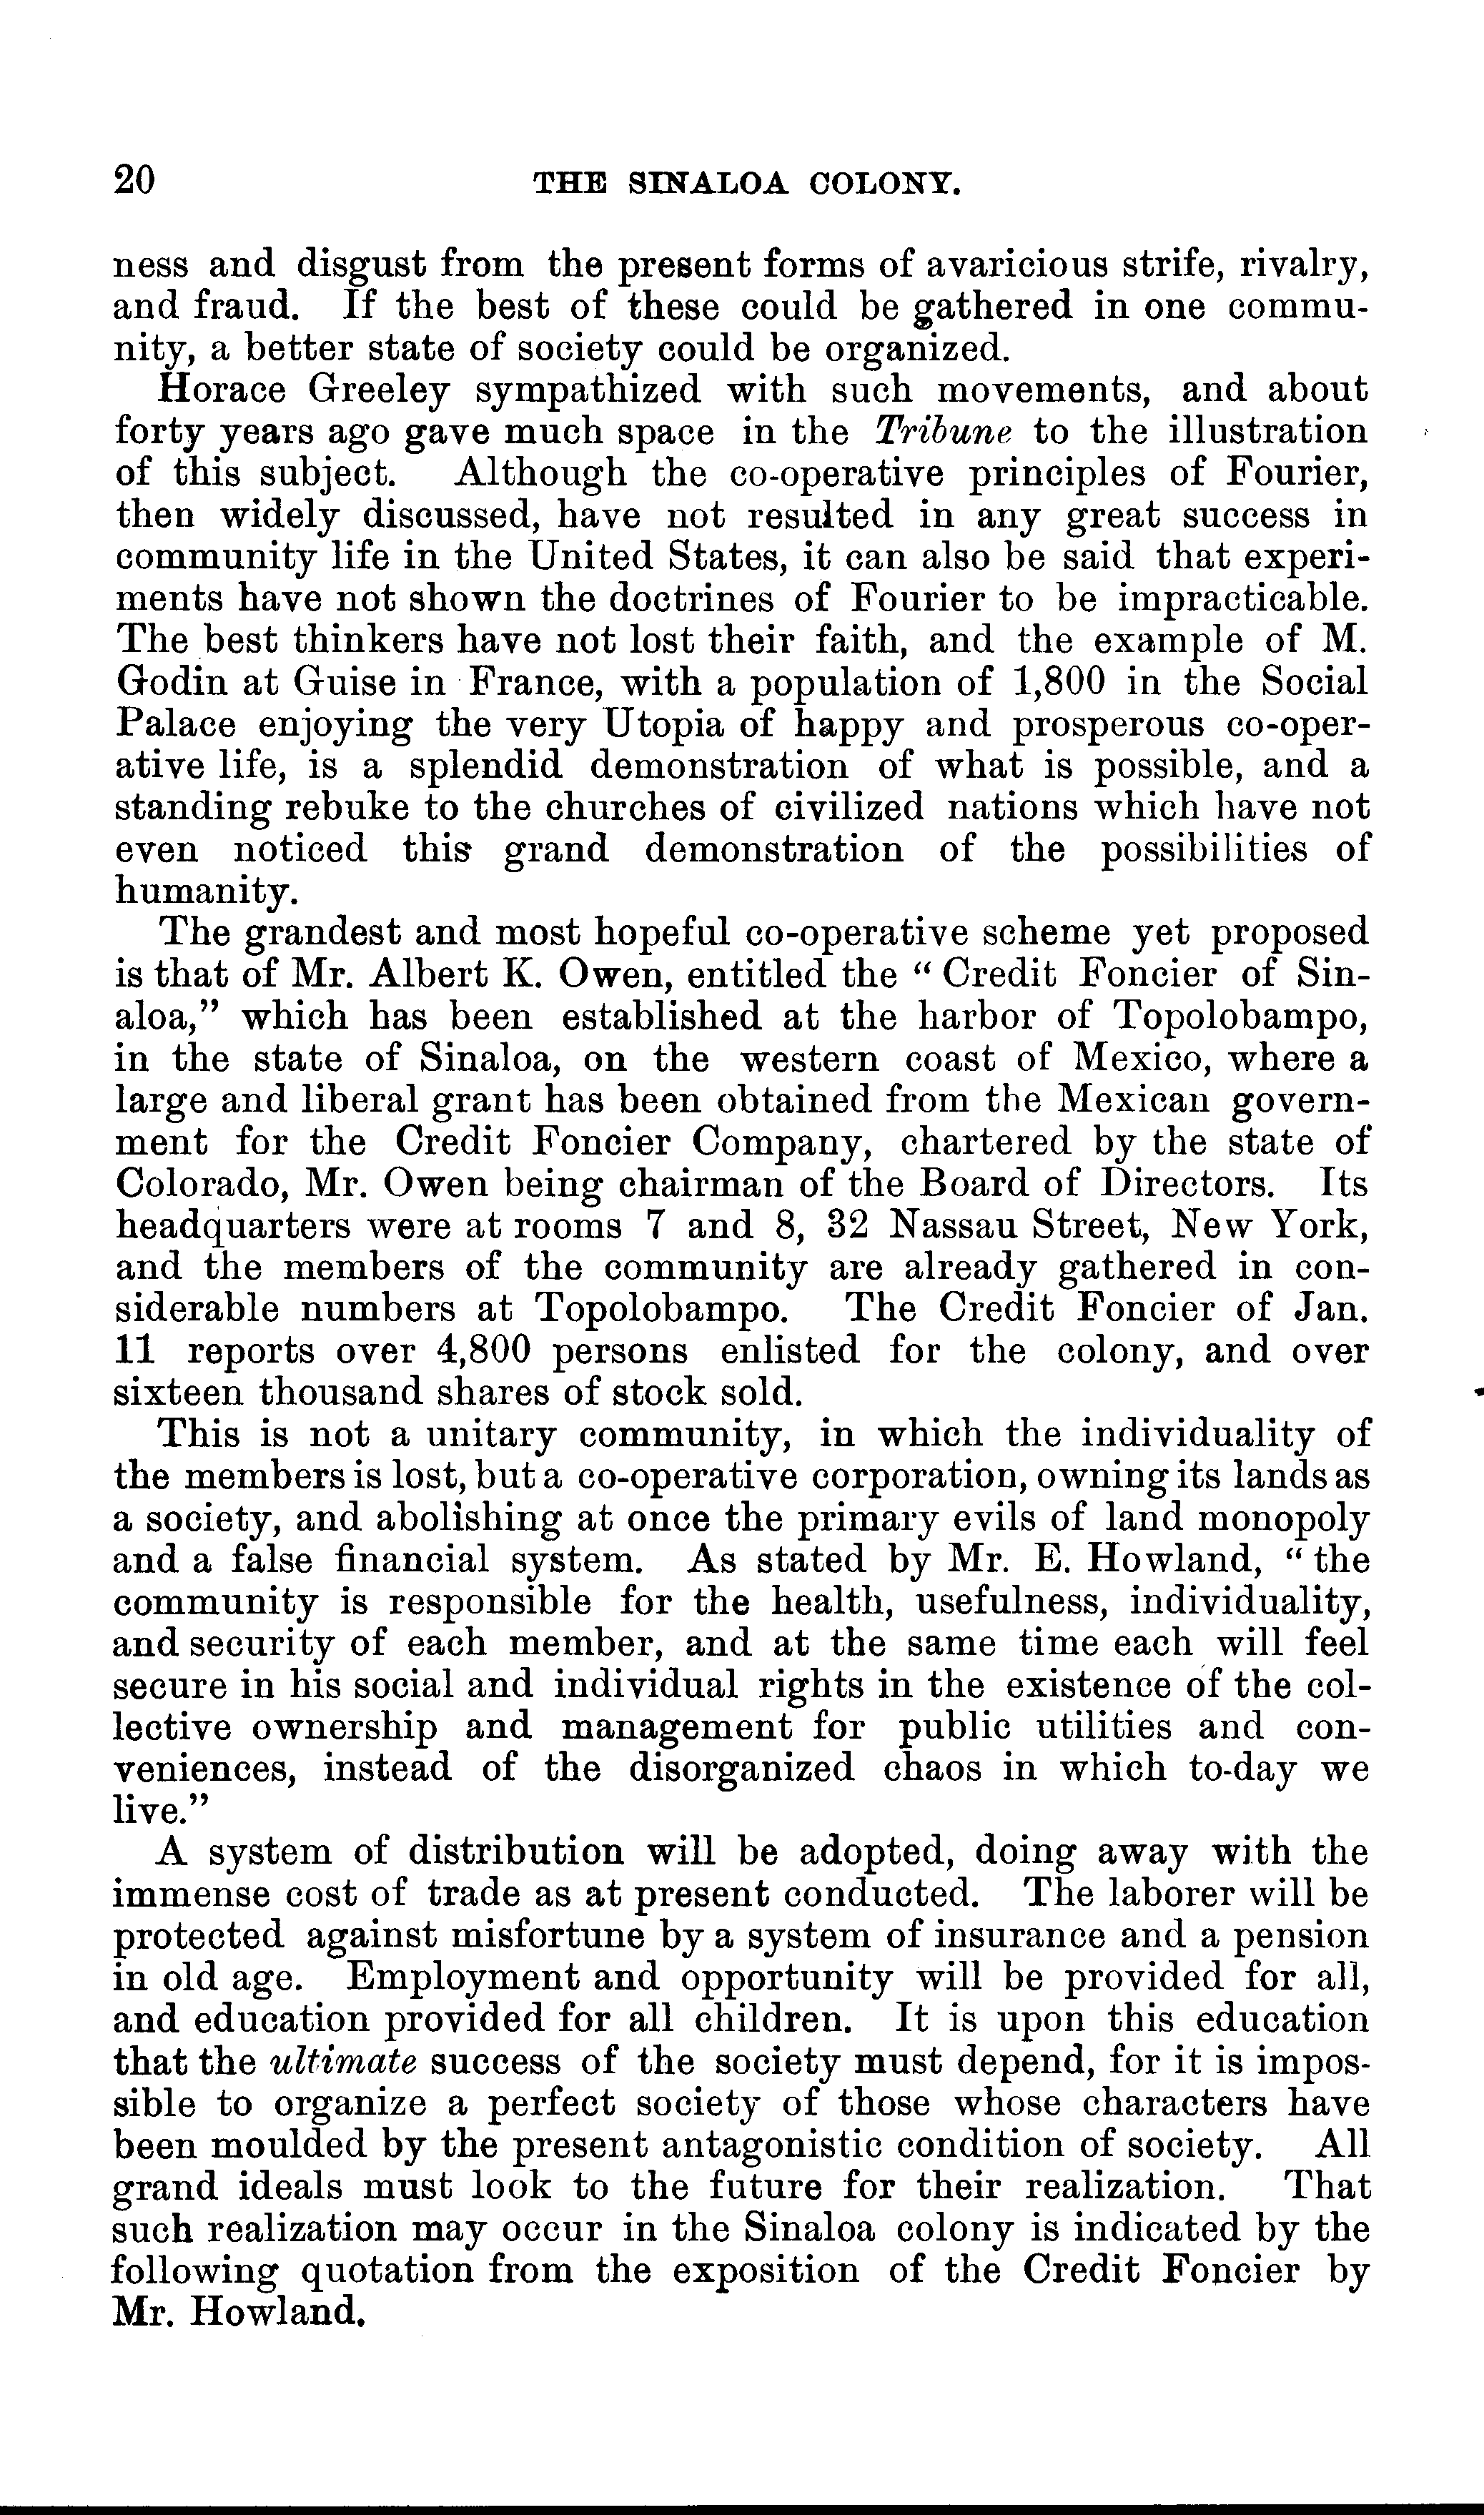 20 THE SINALOA COLONY.
ness and disgust from the present forms of avaricious strife, rivalry,
and fraud. If the best of these could be gathered in one commu-
nity, a better state of society could be organized.
Horace Greeley sympathized with such movements, and about
forty years ago gave much space in the Tribune to the illustration
of this subject. Although the co-operative principles of Fourier,
then widely discussed, have not resulted in any great success in
community life in the United States, it can also be said that experi-
ments have not shown the doctrines of Fourier to be impracticable.
The best thinkers have not lost their faith, and the example of M.
Godin at Guise in France, with a population of 1,800 in the Social
Palace enjoying the very Utopia of happy and prosperous co-oper-
ative life, is a splendid demonstration of what is possible, and a
standing rebuke to the churches of civilized nations which have not
even noticed this grand demonstration of the possibilities of
humanity.
The grandest and most hopeful co-operative scheme yet proposed
is that of Mr. Albert K. Owen, entitled the “Credit Foncier of Sin-
aloa,” which has been established at the harbor of Topolobampo,
in the state of Sinaloa, on the western coast of Mexico, where a
large and liberal grant has been obtained from the Mexican govern-
ment for the Credit Foncier Company, chartered by the state of
Colorado, Mr. Owen being chairman of the Board of Directors. Its
headquarters were at rooms 7 and 8, 32 Nassau Street, New York,
and the members of the community are already gathered in con-
siderable numbers at Topolobampo. The Credit Foncier of Jan.
11 reports over 4,800 persons enlisted for the colony, and over
sixteen thousand shares of stock sold.
This is not a unitary community, in which the individuality of
the members is lost, but a co-operative corporation, owning its lands as
a society, and abolishing at once the primary evils of land monopoly
and a false financial system. As stated by Mr. E. Howland, “the
community is responsible for the health, usefulness, individuality,
and security of each member, and at the same time each will feel
secure in his social and individual rights in the existence of the col-
lective ownership and management for public utilities and con-
veniences, instead of the disorganized chaos in which to-day we
live.”
A system of distribution will be adopted, doing away with the
immense cost of trade as at present conducted. The laborer will be
protected against misfortune by a system of insurance and a pension
in old age. Employment and opportunity will be provided for all,
and education provided for all children. It is upon this education
that the ultimate success of the society must depend, for it is impos-
sible to organize a perfect society of those whose characters have
been moulded by the present antagonistic condition of society. All
grand ideals must look to the future for their realization. That
such realization may occur in the Sinaloa colony is indicated by the
following quotation from the exposition of the Credit Foncier by
Mr. Howland.